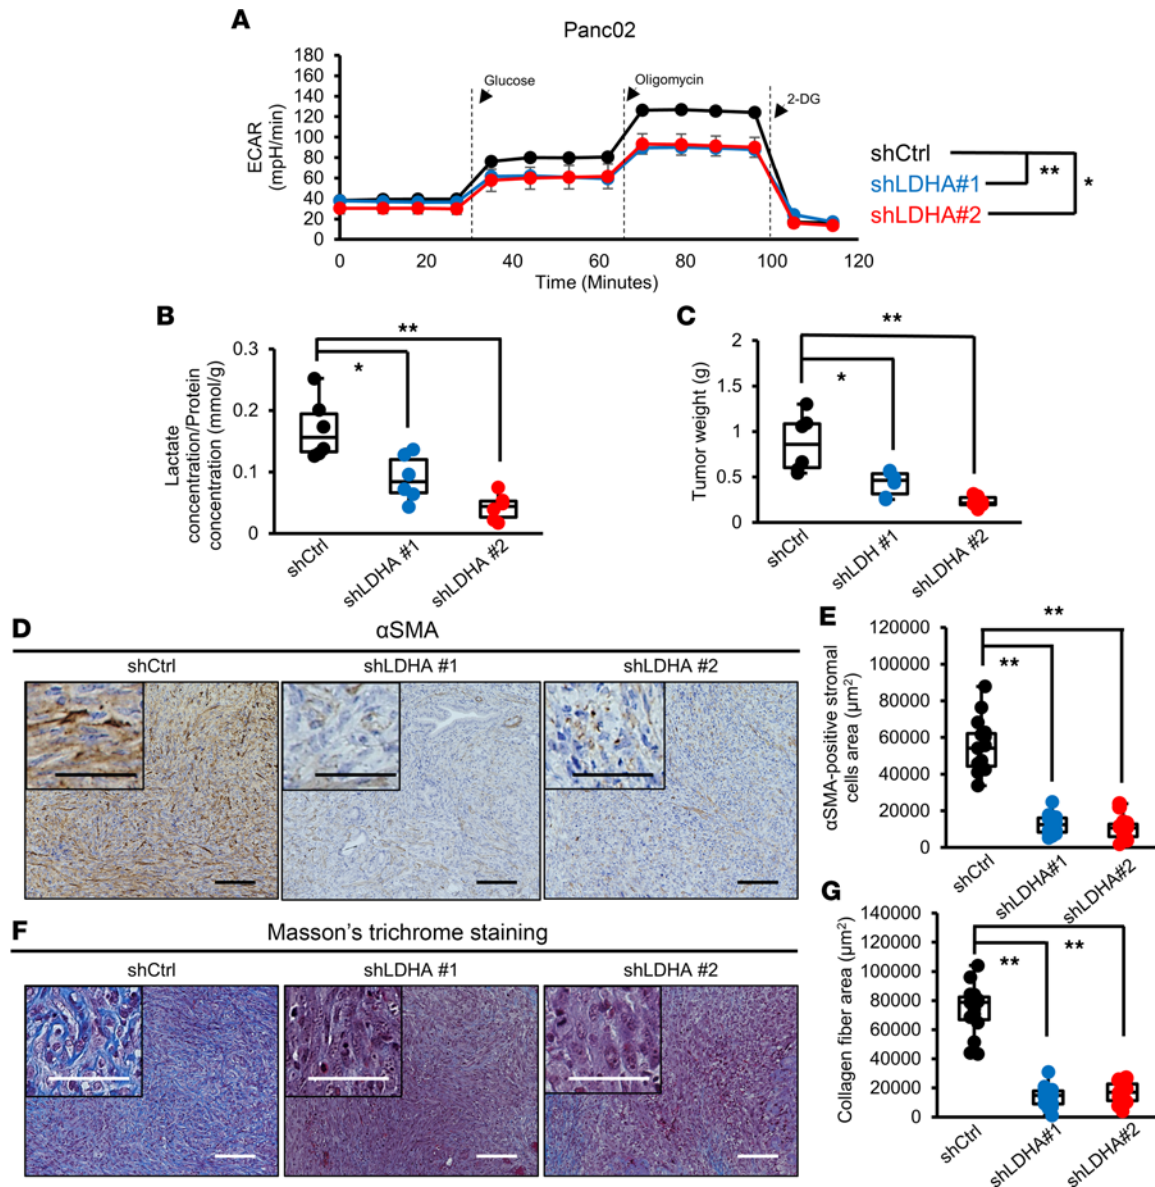 A
Panc02
180
160
140
120
100
80
60
40
20
0
ECAR
(mpH/min)
Glucose
Oligomycin
2-DG
0
20
40
60
80
100
120
Time (Minutes)
shCtrl
shLDHA#1
shLDHA#2
**
*
B
0.3
0.2
0.1
0
Lactate
concentration/Protein
concentration (mmol/g)
**
*
shCtrl
shLDHA #1
shLDHA #2
C
2
1.5
1
0.5
0
Tumor weight (g)
**
*
shCtrl
shLDH #1
shLDHA #2
D
αSMA
shCtrl
shLDHA #1
shLDHA #2
E
120000
100000
80000
60000
40000
20000
0
αSMA-positive stromal
cells area (µm²)
**
**
shCtrl
shLDHA#1
shLDHA#2
F
Masson's trichrome staining
shCtrl
shLDHA #1
shLDHA #2
G
140000
120000
100000
80000
60000
40000
20000
0
Collagen fiber area (µm²)
**
**
shCtrl
shLDHA#1
shLDHA#2